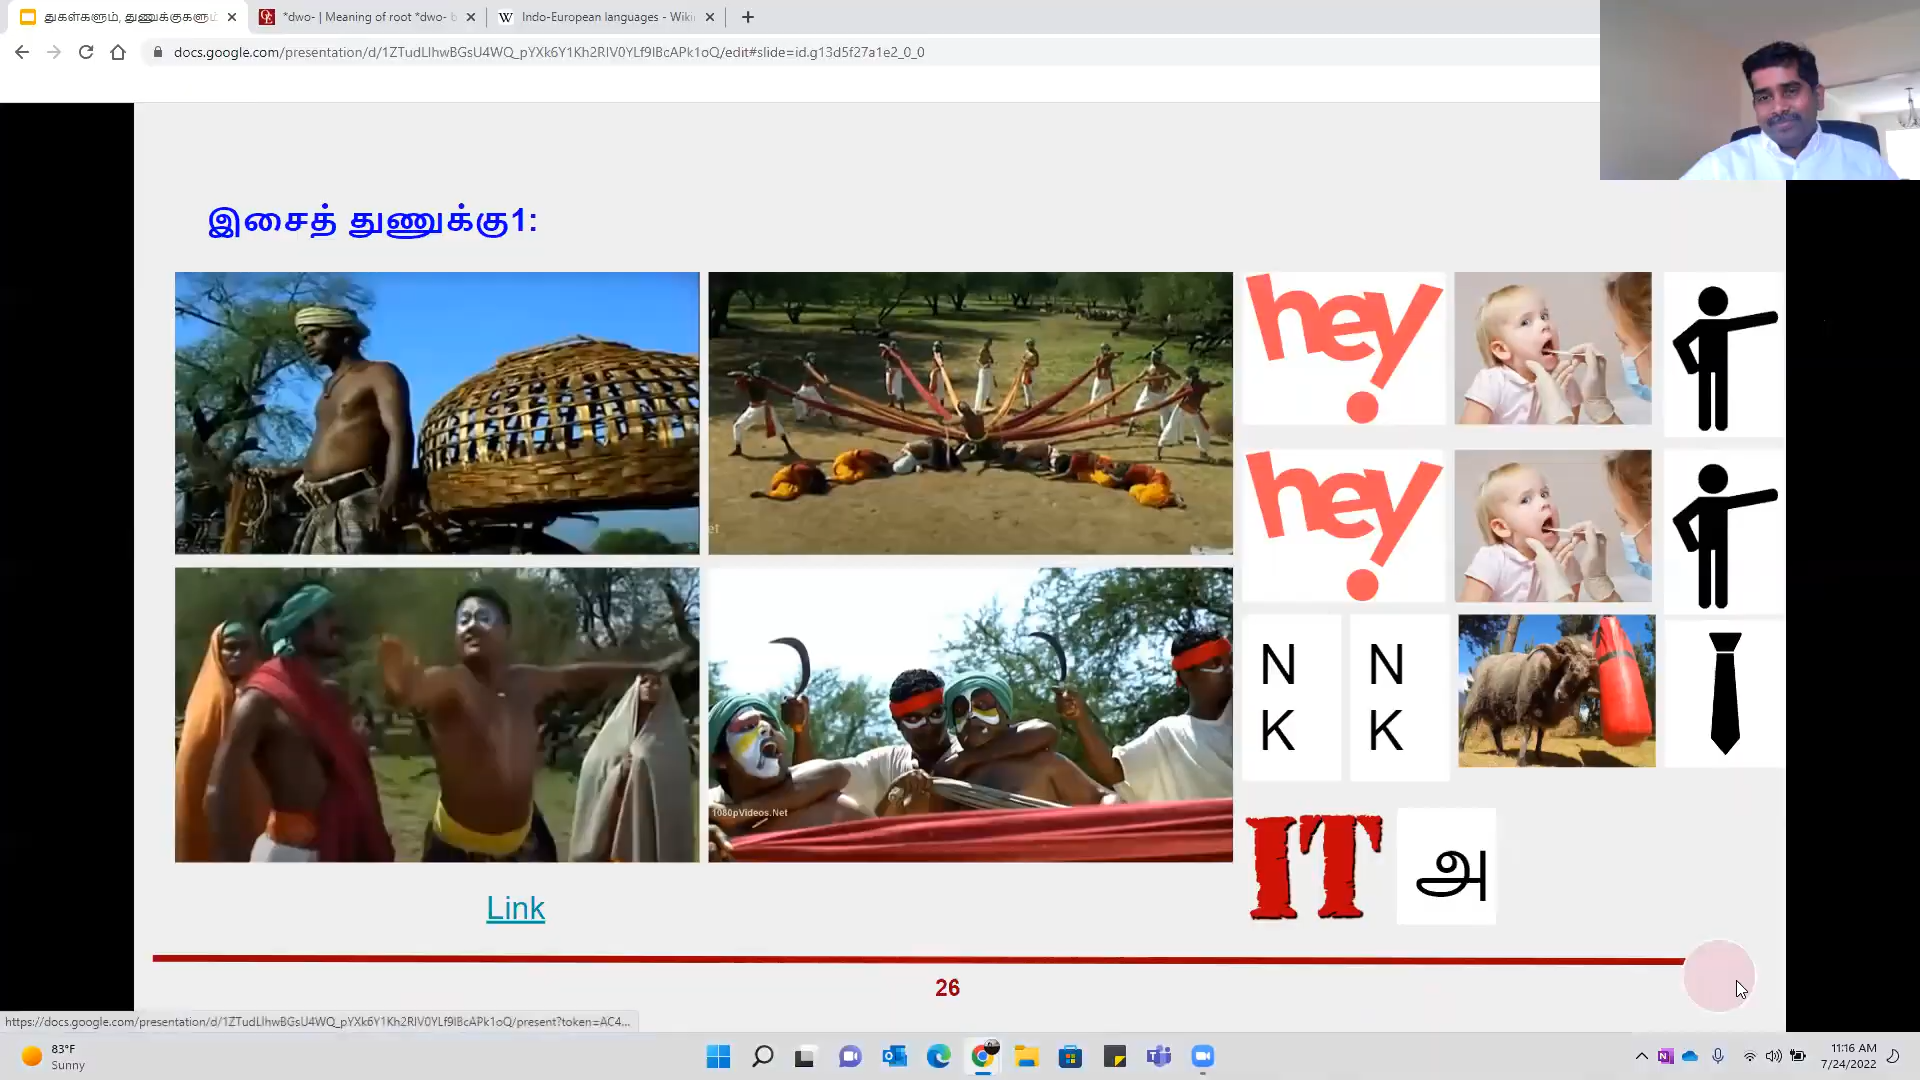 துகள்களும், துணுக்குகளும்
*dwo- | Meaning of root *dwo- b
Indo-European languages - Wiki
docs.google.com/presentation/d/1ZTudLlhwBGsU4WQ_pYXk6Y1Kh2RlV0YLf9lBcAPk1oQ/edit#slide=id.g13d5f27a1e2_0_0
இசைத் துணுக்கு1:
hey!
hey!
N N
K K
1080pVideos.Net
IT அ
Link
26
https://docs.google.com/presentation/d/1ZTudLlhwBGsU4WQ_pYXk6Y1Kh2RlV0YLf9lBcAPk1oQ/present?token=AC4...
83°F
Sunny
11:16 AM
7/24/2022